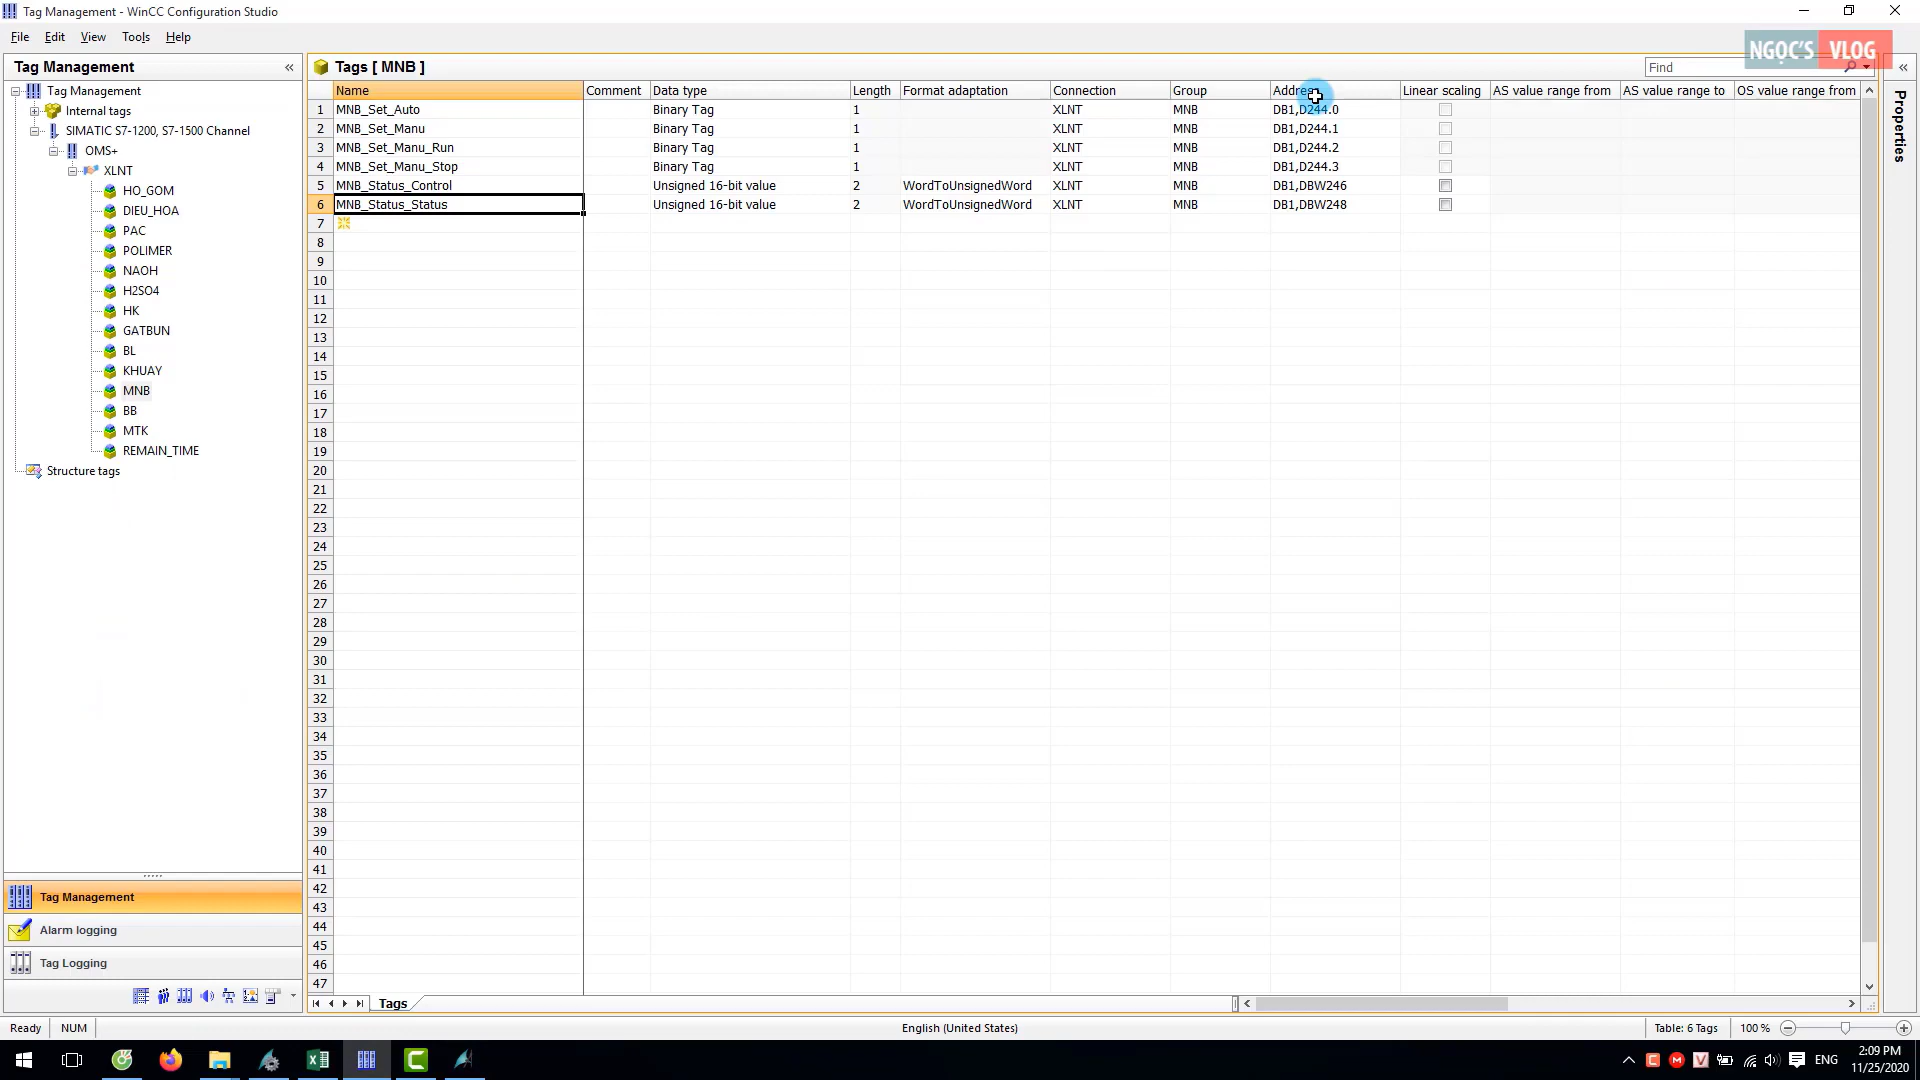 Tag Management - WinCC Configuration Studio
File Edit View Tools Help
NGỌC'S VLOG
Tag Management «
Tags [ MNB ]
Find
«
Tag Management
Internal tags
SIMATIC S7-1200, S7-1500 Channel
OMS+
XLNT
HO_GOM
DIEU_HOA
PAC
POLIMER
NAOH
H2SO4
HK
GATBUN
BL
KHUAY
MNB
BB
MTK
REMAIN_TIME
Structure tags
Name Comment Data type Length Format adaptation Connection Group Address Linear scaling AS value range from AS value range to OS value range from
1 MNB_Set_Auto Binary Tag 1 XLNT MNB DB1,D244.0
2 MNB_Set_Manu Binary Tag 1 XLNT MNB DB1,D244.1
3 MNB_Set_Manu_Run Binary Tag 1 XLNT MNB DB1,D244.2
4 MNB_Set_Manu_Stop Binary Tag 1 XLNT MNB DB1,D244.3
5 MNB_Status_Control Unsigned 16-bit value 2 WordToUnsignedWord XLNT MNB DB1,DBW246
6 MNB_Status_Status Unsigned 16-bit value 2 WordToUnsignedWord XLNT MNB DB1,DBW248
7
8
9
10
11
12
13
14
15
16
17
18
19
20
21
22
23
24
25
26
27
28
29
30
31
32
33
34
35
36
37
38
39
40
41
42
43
44
45
46
47
Properties
Tag Management
Alarm logging
Tag Logging
Tags
Ready NUM English (United States) Table: 6 Tags 100 %
ENG
2:09 PM
11/25/2020